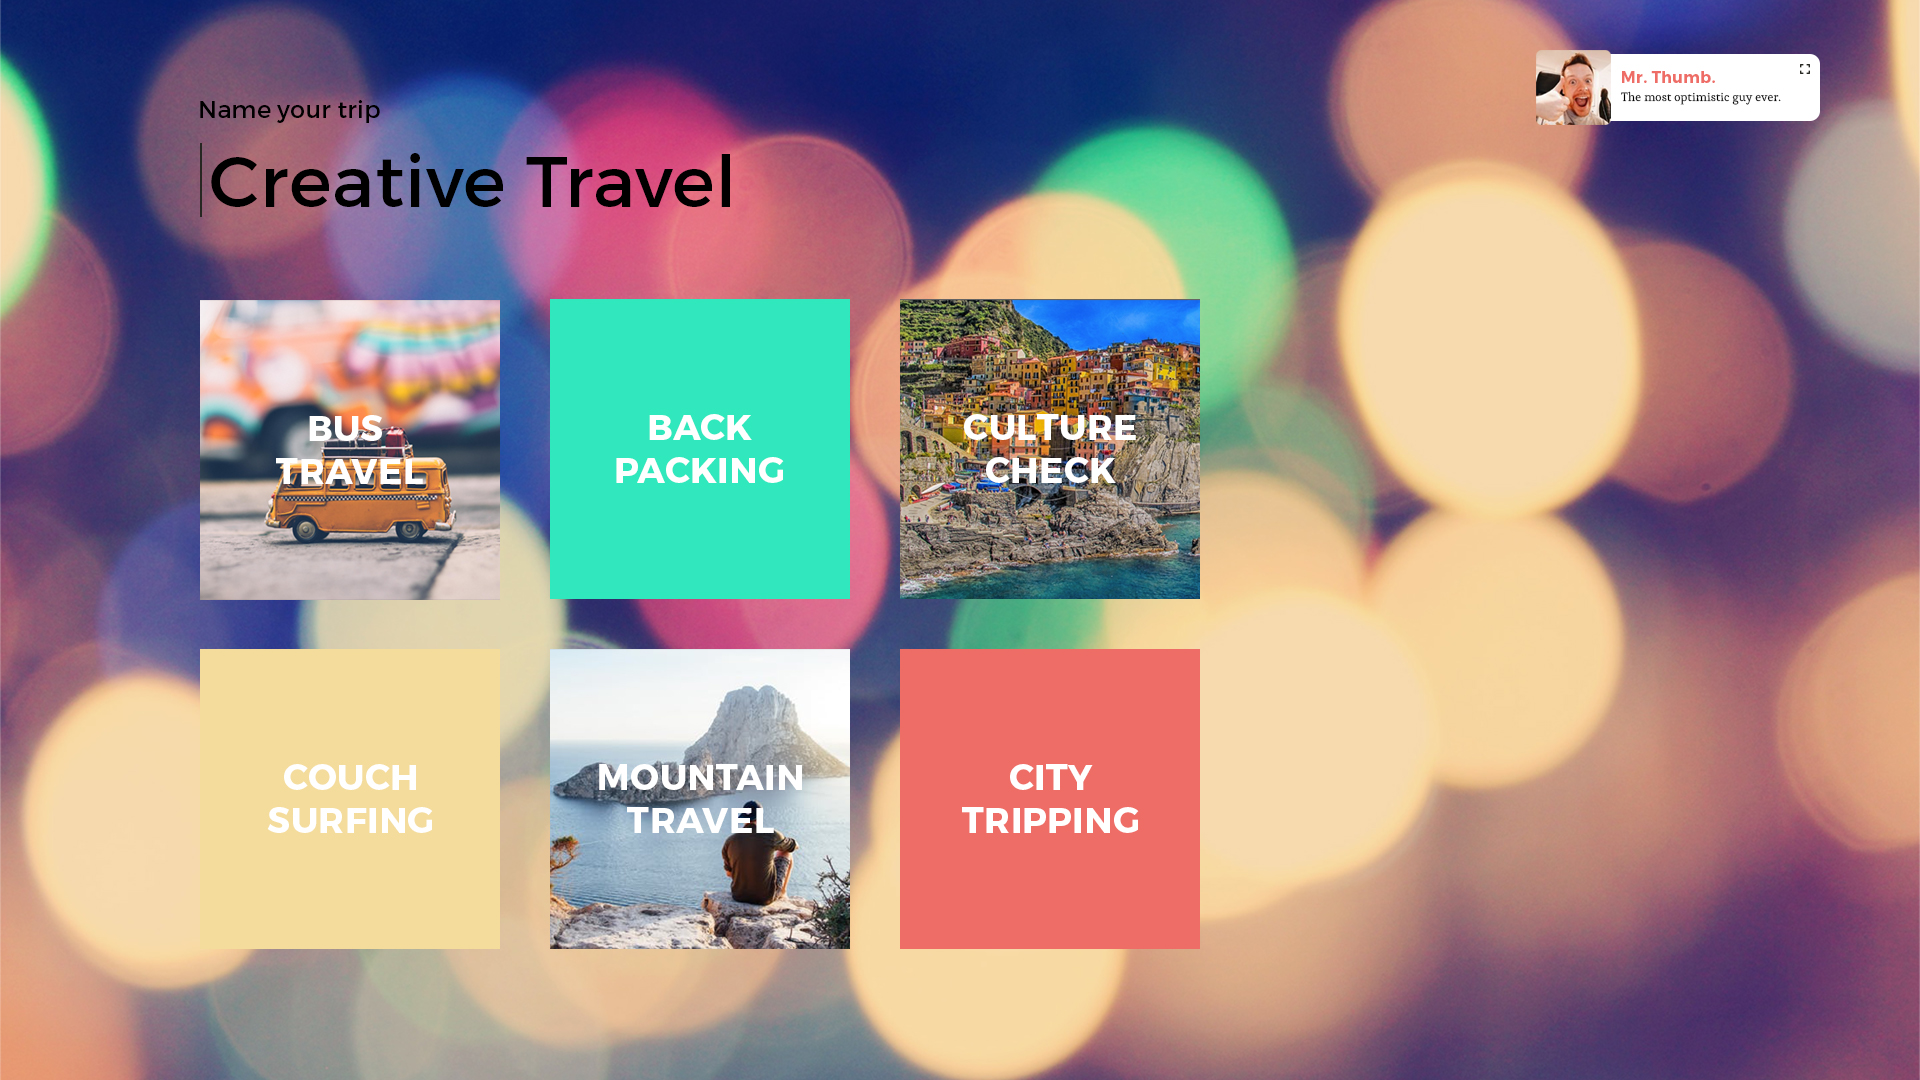 Name your trip
Creative Travel
Mr. Thumb.
The most optimistic guy ever.
BUS
TRAVEL
BACK
PACKING
CULTURE
CHECK
COUCH
SURFING
MOUNTAIN
TRAVEL
CITY
TRIPPING